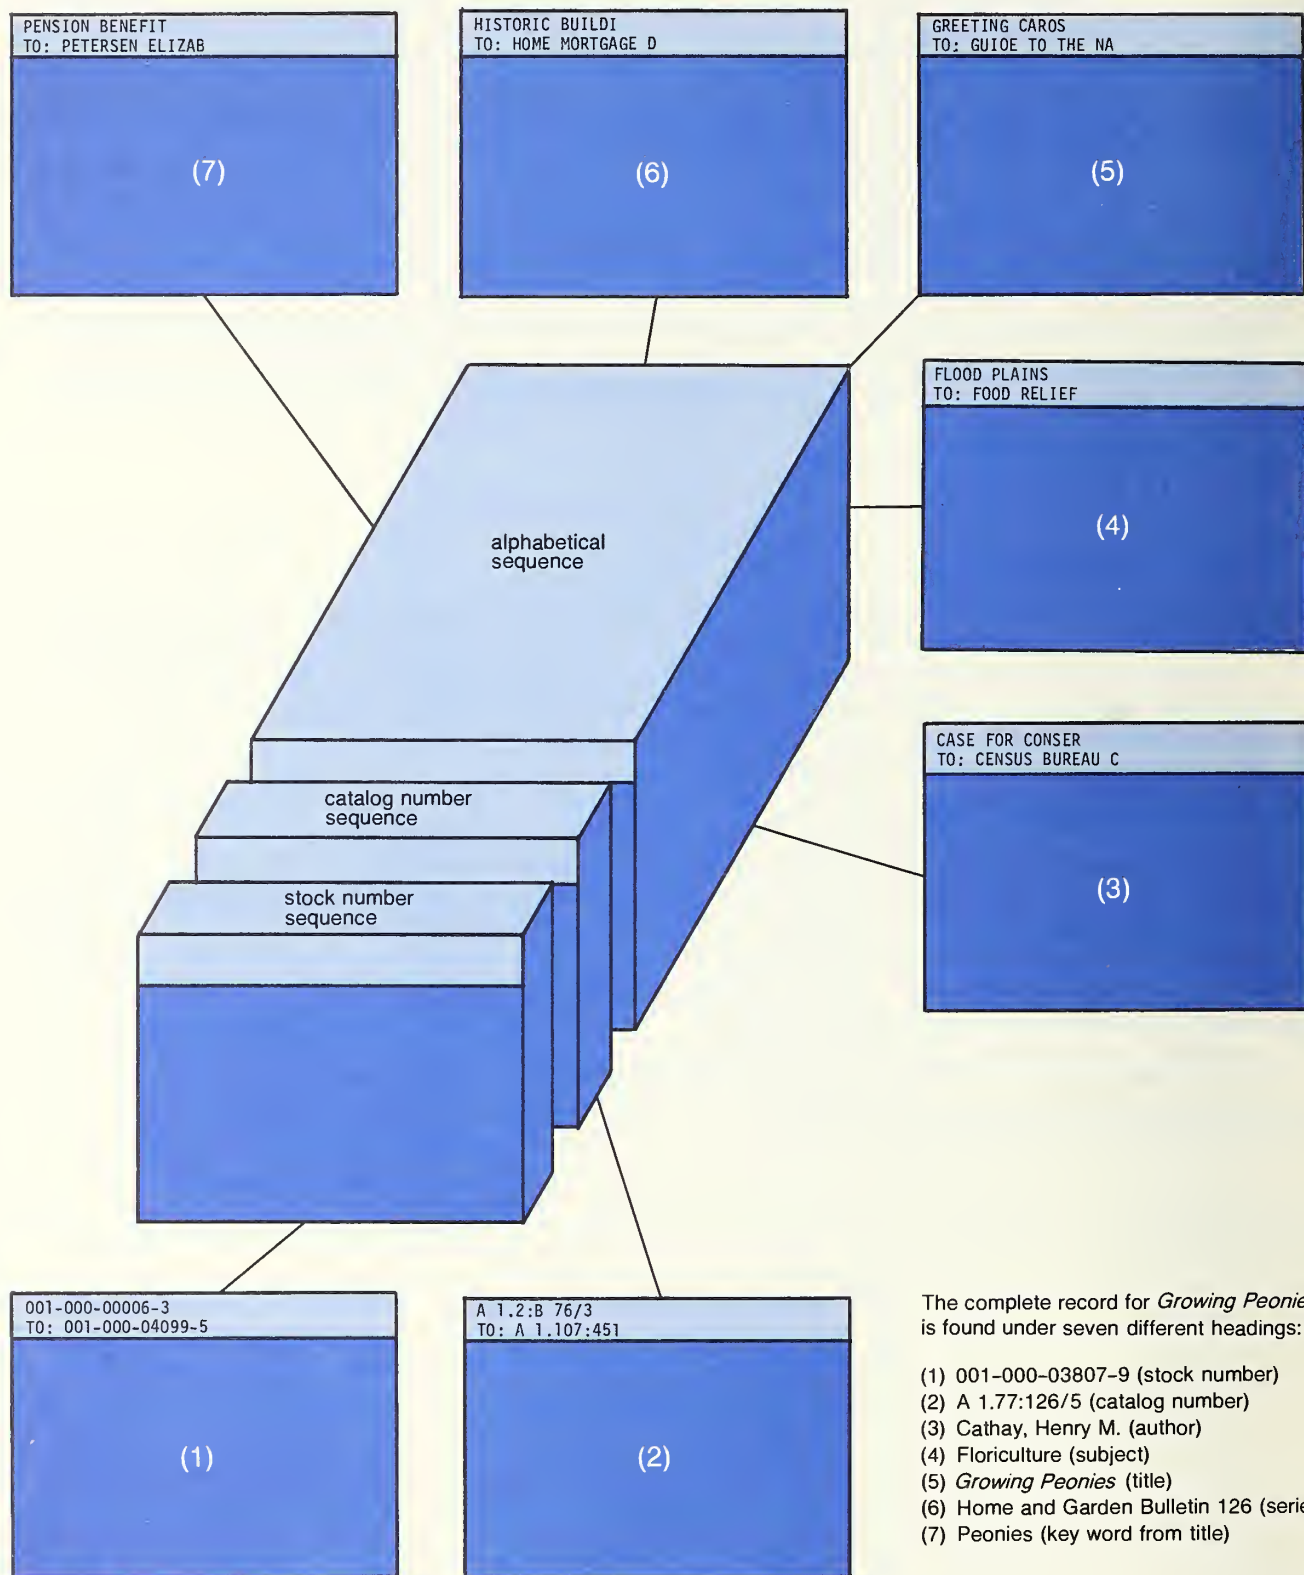 PENSION BENEFIT
TO: PETERSEN ELIZAB
(7)
HISTORIC BUILDI
TO: HOME MORTGAGE D
(6)
GREETING CAROS
TO: GUIOE TO THE NA
(5)
FLOOD PLAINS
TO: FOOD RELIEF
(4)
CASE FOR CONSER
TO: CENSUS BUREAU C
(3)
alphabetical
sequence
catalog number
sequence
stock number
sequence
001-000-00006-3
TO: 001-000-04099-5
(1)
A 1.2:B 76/3
TO: A 1.107:451
(2)
The complete record for Growing Peonie
is found under seven different headings:
(1) 001-000-03807-9 (stock number)
(2) A 1.77:126/5 (catalog number)
(3) Cathay, Henry M. (author)
(4) Floriculture (subject)
(5) Growing Peonies (title)
(6) Home and Garden Bulletin 126 (serie
(7) Peonies (key word from title)